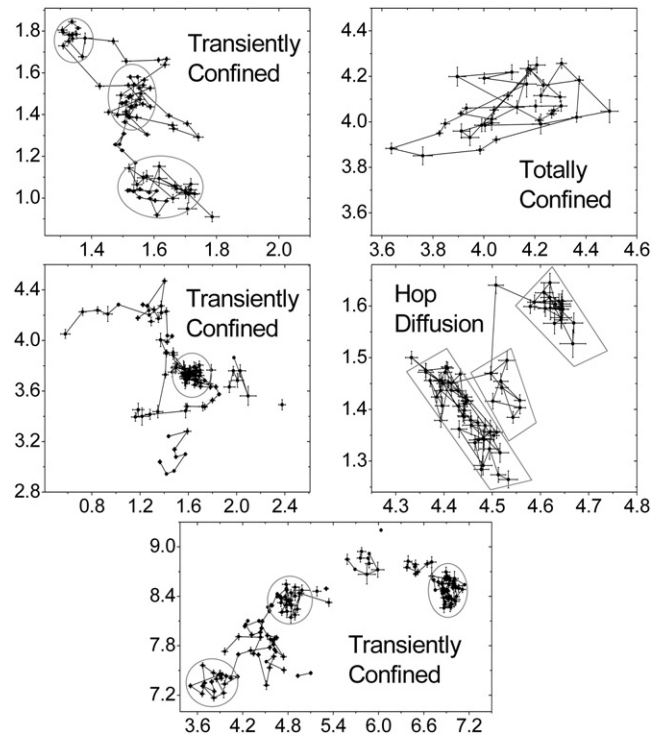 1.8
1.6
1.4
1.2
1.0
Transiently
Confined
1.4 1.6 1.8 2.0
4.4
4.2
4.0
3.8
3.6
Totally
Confined
3.6 3.8 4.0 4.2 4.4 4.6
4.4
4.0
3.6
3.2
2.8
Transiently
Confined
0.8 1.2 1.6 2.0 2.4
1.6
1.5
1.4
1.3
Hop
Diffusion
4.3 4.4 4.5 4.6 4.7 4.8
9.0
8.4
7.8
7.2
Transiently
Confined
3.6 4.2 4.8 5.4 6.0 6.6 7.2